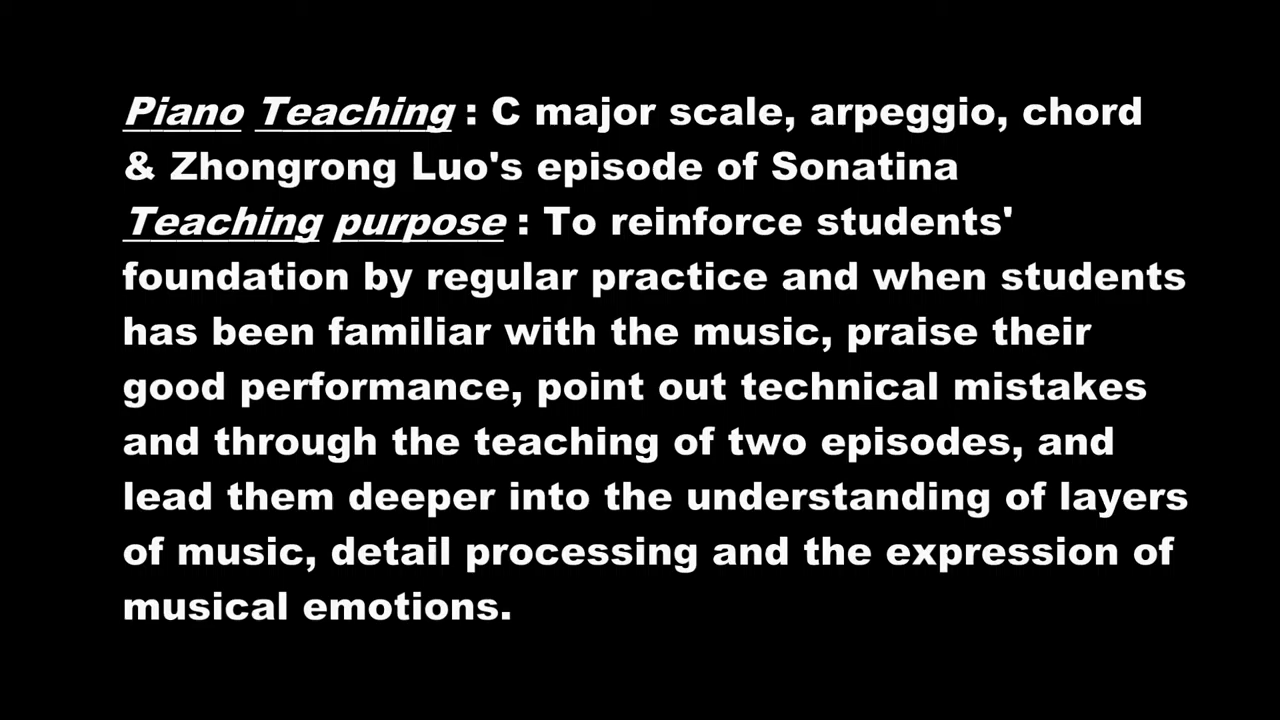 Piano Teaching : C major scale, arpeggio, chord
& Zhongrong Luo's episode of Sonatina
Teaching purpose : To reinforce students'
foundation by regular practice and when students
has been familiar with the music, praise their
good performance, point out technical mistakes
and through the teaching of two episodes, and
lead them deeper into the understanding of layers
of music, detail processing and the expression of
musical emotions.